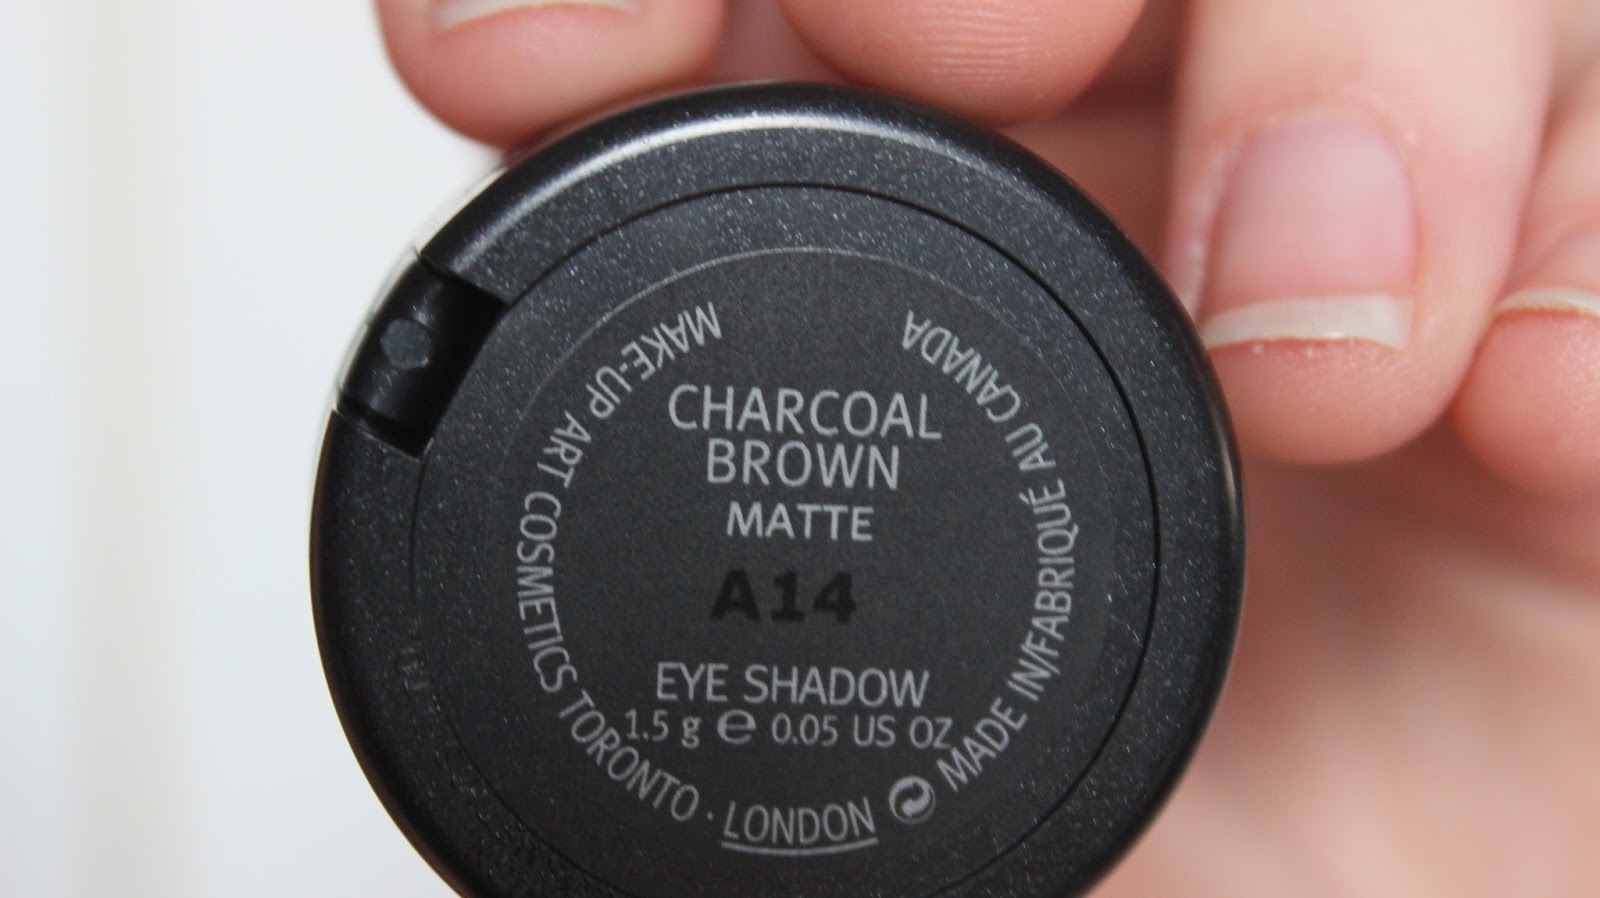 CHARCOAL
BROWN
MATTE
A14
EYE SHADOW
1.5 g e 0.05 US OZ
MAKE-UP ART COSMETICS TORONTO · LONDON
MADE IN/FABRIQUÉ AU CANADA